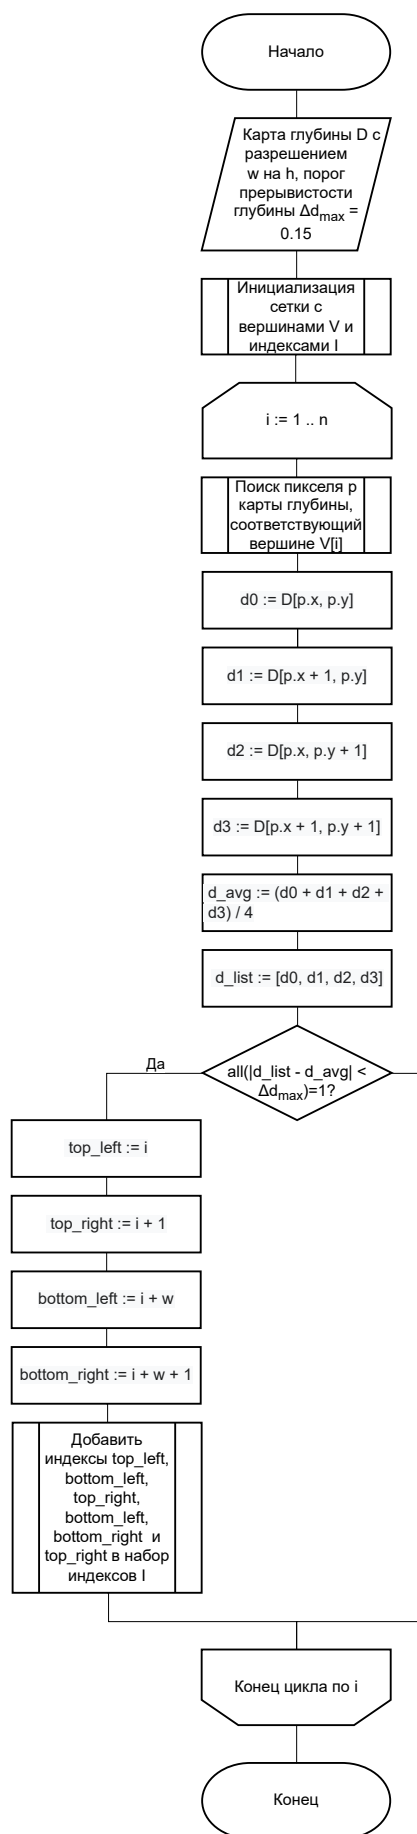 Начало
Карта глубины D с
разрешением
w на h, порог
прерывистости
глубины Δd_max =
0.15
Инициализация
сетки с
вершинами V и
индексами I
i := 1 .. n
Поиск пикселя p
карты глубины,
соответствующий
вершине V[i]
d0 := D[p.x, p.y]
d1 := D[p.x + 1, p.y]
d2 := D[p.x, p.y + 1]
d3 := D[p.x + 1, p.y + 1]
d_avg := (d0 + d1 + d2 +
d3) / 4
d_list := [d0, d1, d2, d3]
all(|d_list - d_avg| <
Δd_max)=1?
Да
top_left := i
top_right := i + 1
bottom_left := i + w
bottom_right := i + w + 1
Добавить
индексы top_left,
bottom_left,
top_right,
bottom_left,
bottom_right и
top_right в набор
индексов I
Конец цикла по i
Конец